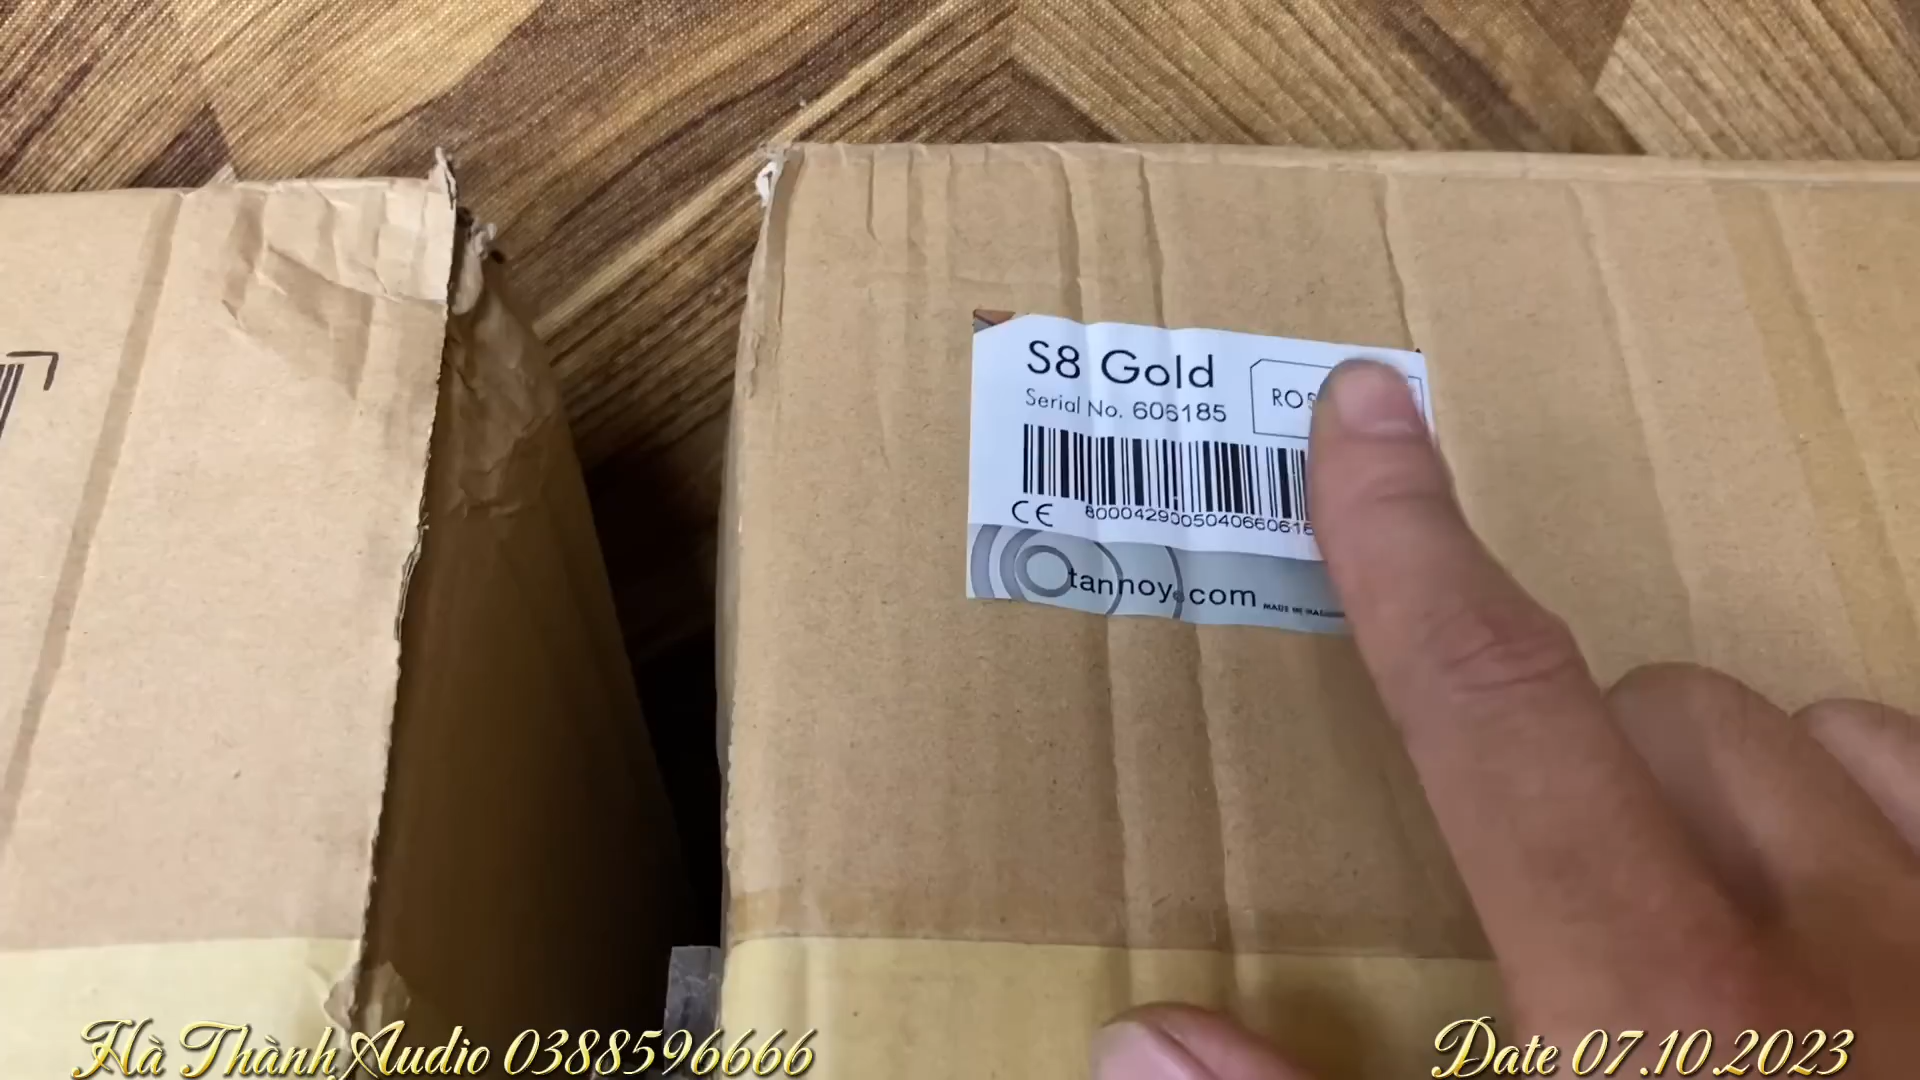 S8 Gold
Serial No. 606185
CE
tannoy.com
Hà Thành Audio 0388596666
Date 07.10.2023